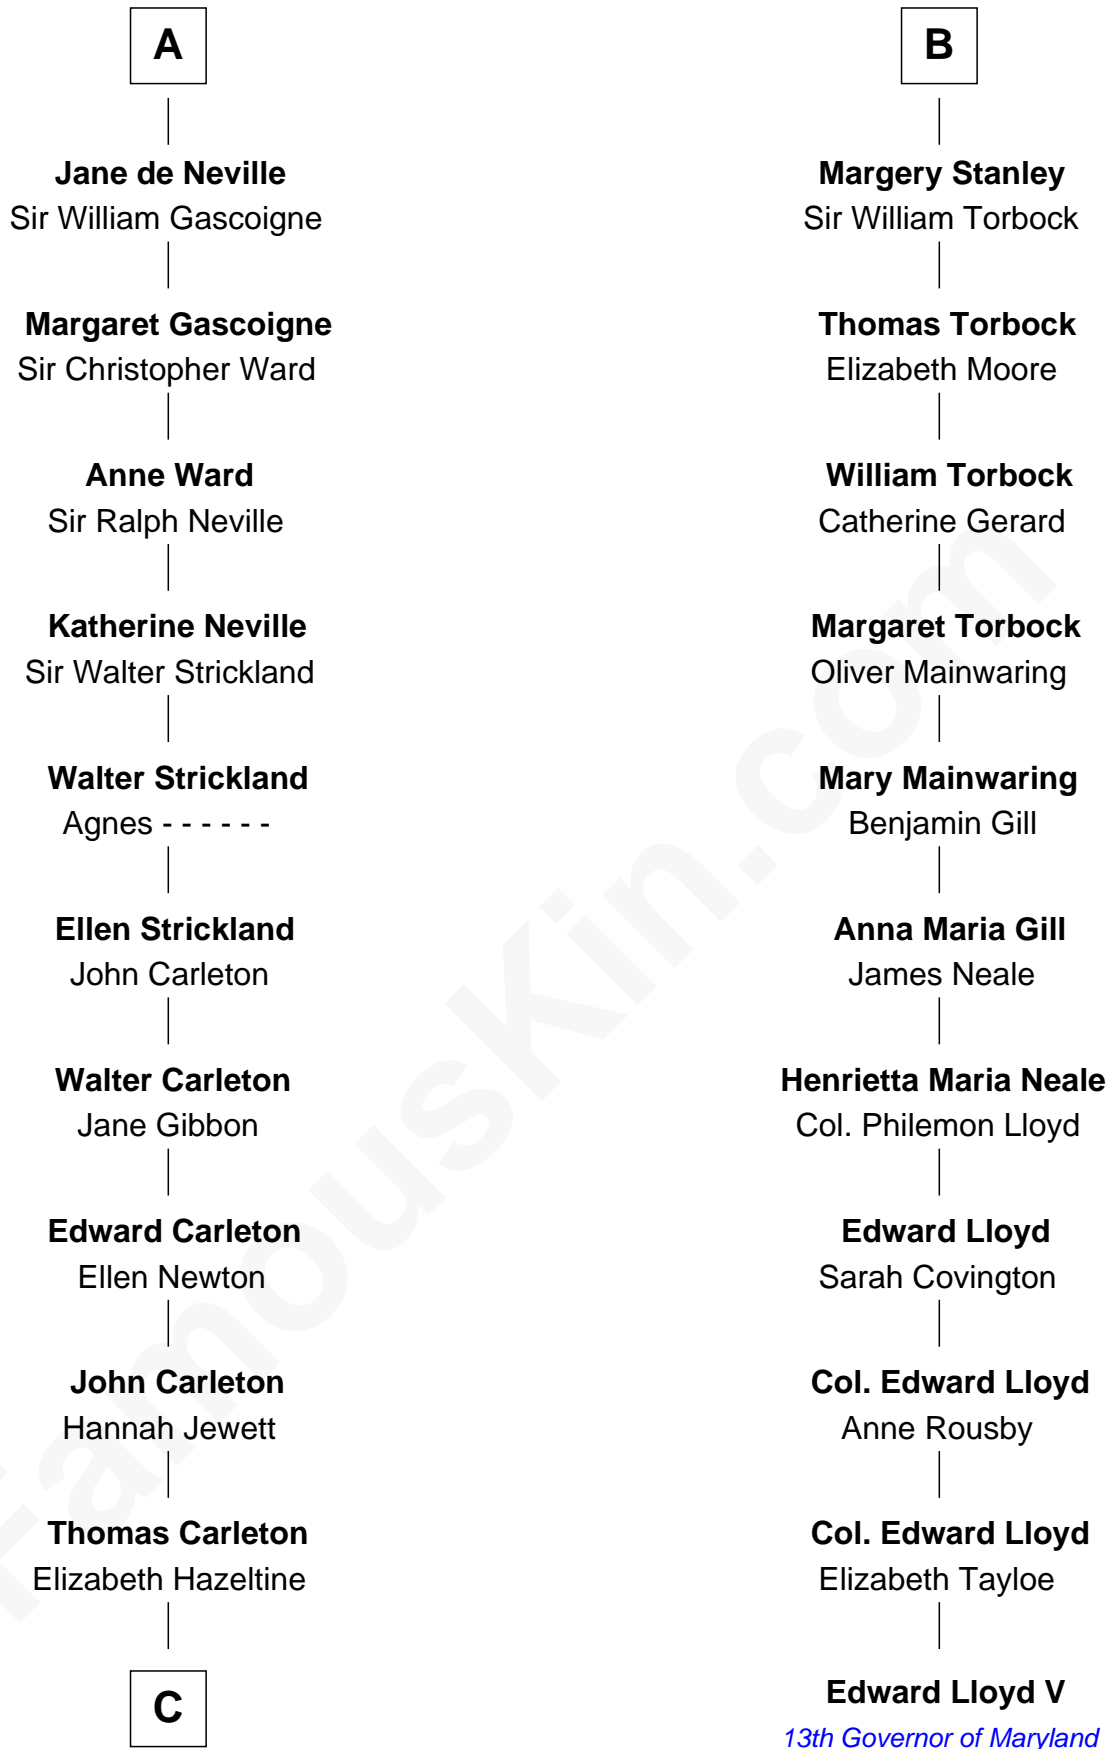 A
Jane de Neville
Sir William Gascoigne
Margaret Gascoigne
Sir Christopher Ward
Anne Ward
Sir Ralph Neville
Katherine Neville
Sir Walter Strickland
Walter Strickland
Agnes - - - - - -
Ellen Strickland
John Carleton
Walter Carleton
Jane Gibbon
Edward Carleton
Ellen Newton
John Carleton
Hannah Jewett
Thomas Carleton
Elizabeth Hazeltine
C
B
Margery Stanley
Sir William Torbock
Thomas Torbock
Elizabeth Moore
William Torbock
Catherine Gerard
Margaret Torbock
Oliver Mainwaring
Mary Mainwaring
Benjamin Gill
Anna Maria Gill
James Neale
Henrietta Maria Neale
Col. Philemon Lloyd
Edward Lloyd
Sarah Covington
Col. Edward Lloyd
Anne Rousby
Col. Edward Lloyd
Elizabeth Tayloe
Edward Lloyd V
13th Governor of Maryland
FamousKin.com